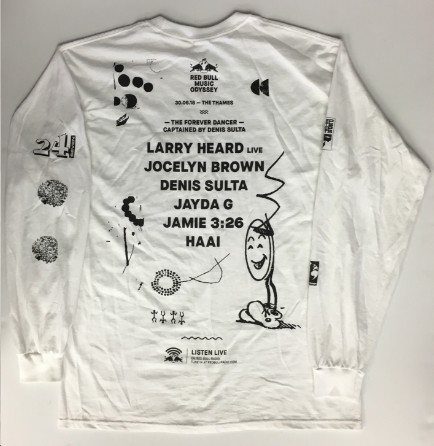 RED BULL
MUSIC
ODYSSEY
30.06.18 — THE THAMES
— THE FOREVER DANCER —
CAPTAINED BY DENIS SULTA
24
LARRY HEARD LIVE
JOCELYN BROWN
DENIS SULTA
JAYDA G
JAMIE 3:26
HAAI
LISTEN LIVE